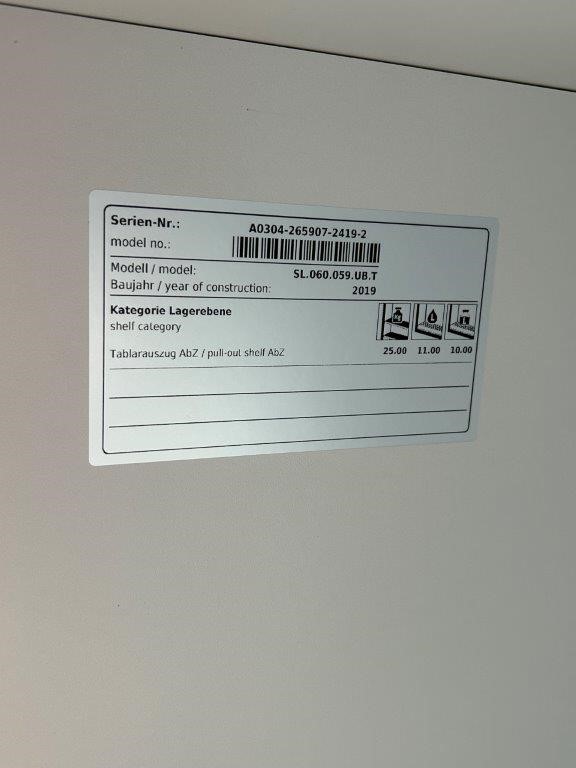 Serien-Nr.: A0304-265907-2419-2
model no.:
Modell / model: SL.060.059.UB.T
Baujahr / year of construction: 2019
Kategorie Lagerebene
shelf category
Tablarauszug AbZ / pull-out shelf AbZ 25.00 11.00 10.00